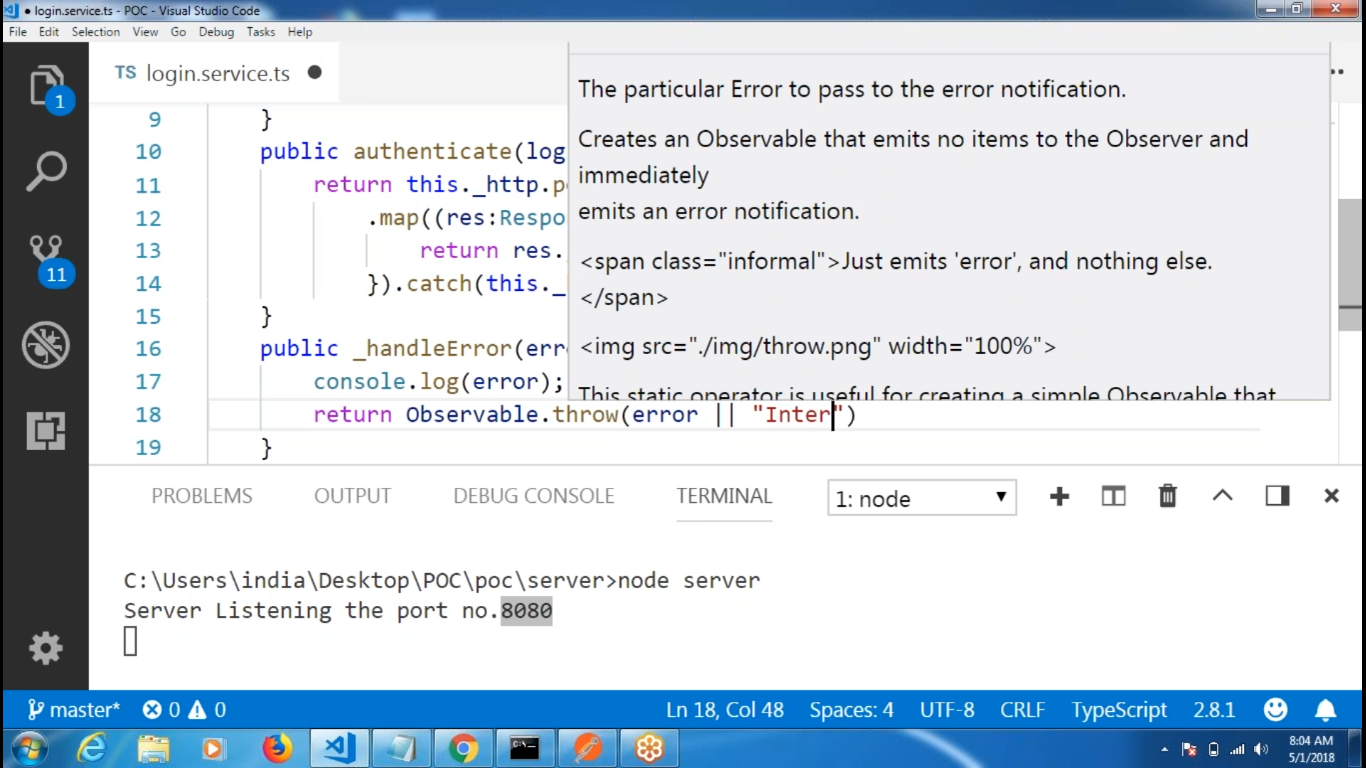 login.service.ts - POC - Visual Studio Code
File Edit Selection View Go Debug Tasks Help
TS login.service.ts
1
11
9 }
10 public authenticate(log
11 return this._http.p
12 .map((res:Respo
13 return res.
14 }).catch(this._
15 }
16 public _handleError(err
17 console.log(error);
18 return Observable.throw(error || "Inter")
19 }
The particular Error to pass to the error notification.
Creates an Observable that emits no items to the Observer and
immediately
emits an error notification.
<span class="informal">Just emits 'error', and nothing else.
</span>
<img src="./img/throw.png" width="100%">
This static operator is useful for creating a simple Observable that
PROBLEMS OUTPUT DEBUG CONSOLE TERMINAL 1: node
C:\Users\india\Desktop\POC\poc\server>node server
Server Listening the port no.8080
master* 0 0 Ln 18, Col 48 Spaces: 4 UTF-8 CRLF TypeScript 2.8.1
8:04 AM
5/1/2018